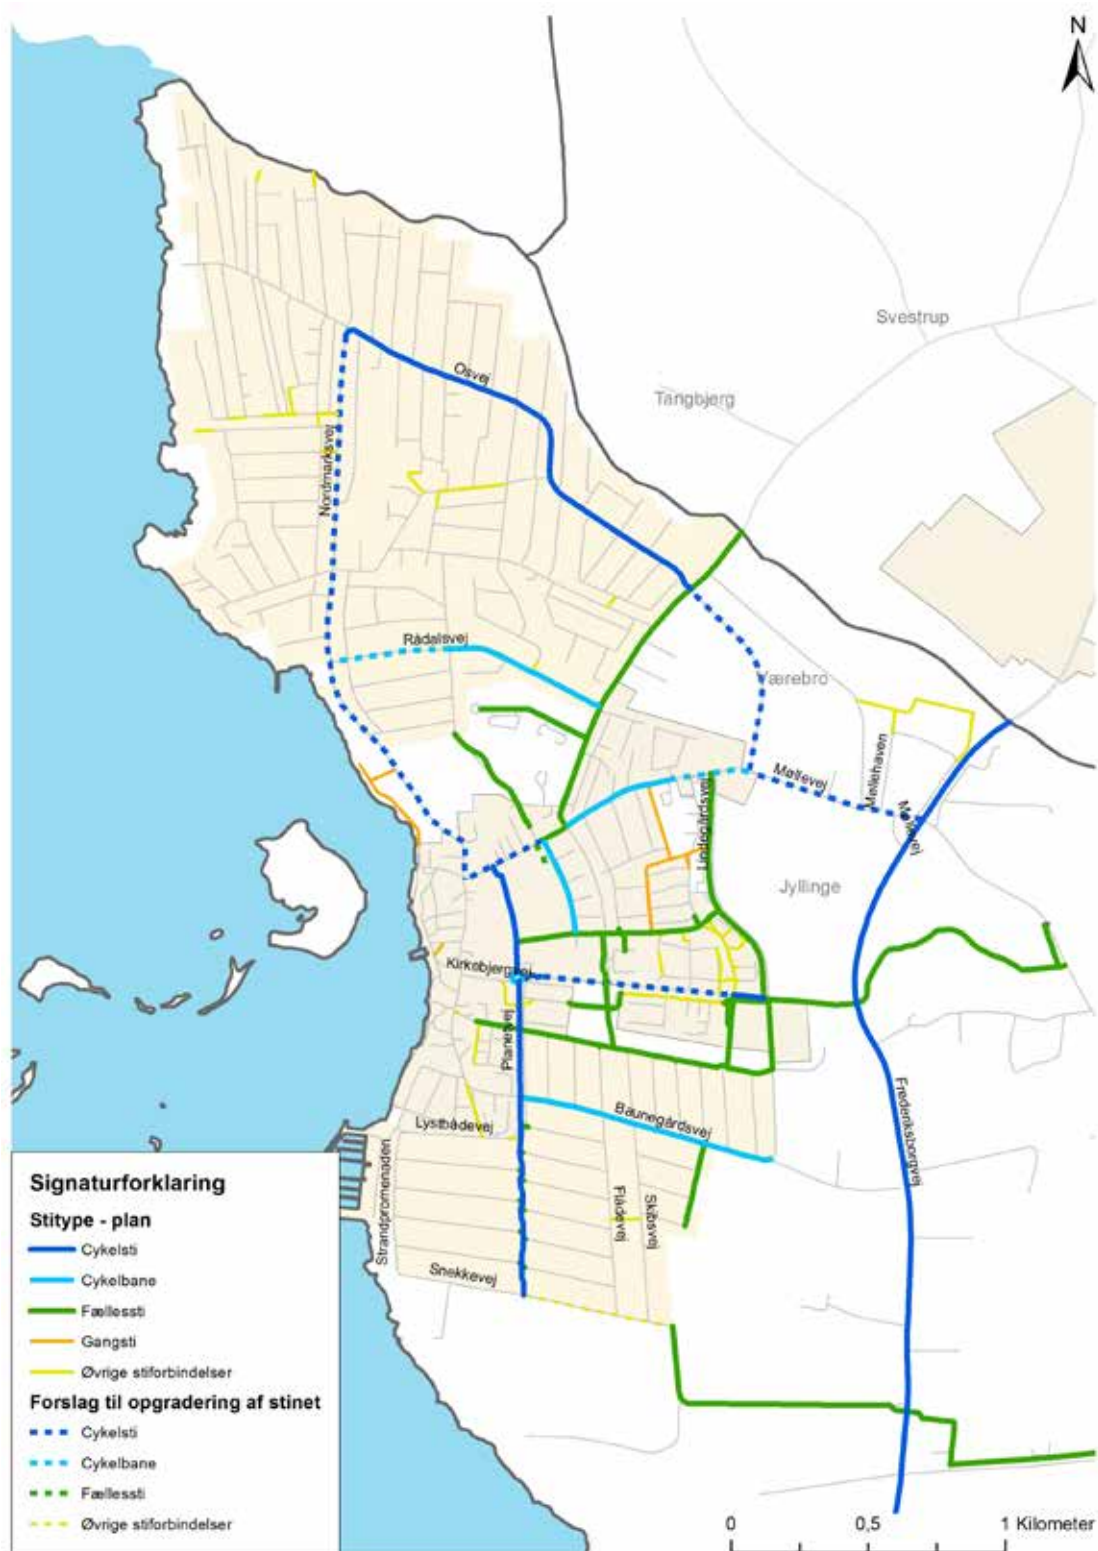 N
Svestrup
Osvej
Tangbjerg
Nordmarksvej
Rådalsvej
Værebro
Møllehaven
Møllevej
Møllevej
Lindegårdsvej
Jyllinge
Kirkebjergvej
Planetvej
Frederiksborgvej
Baunegårdsvej
Lystbådevej
Strandpromenaden
Flådevej
Skibsvej
Snekkevej
Signaturforklaring
Stitype - plan
Cykelsti
Cykelbane
Fællessti
Gangsti
Øvrige stiforbindelser
Forslag til opgradering af stinet
Cykelsti
Cykelbane
Fællessti
Øvrige stiforbindelser
0 0,5 1 Kilometer